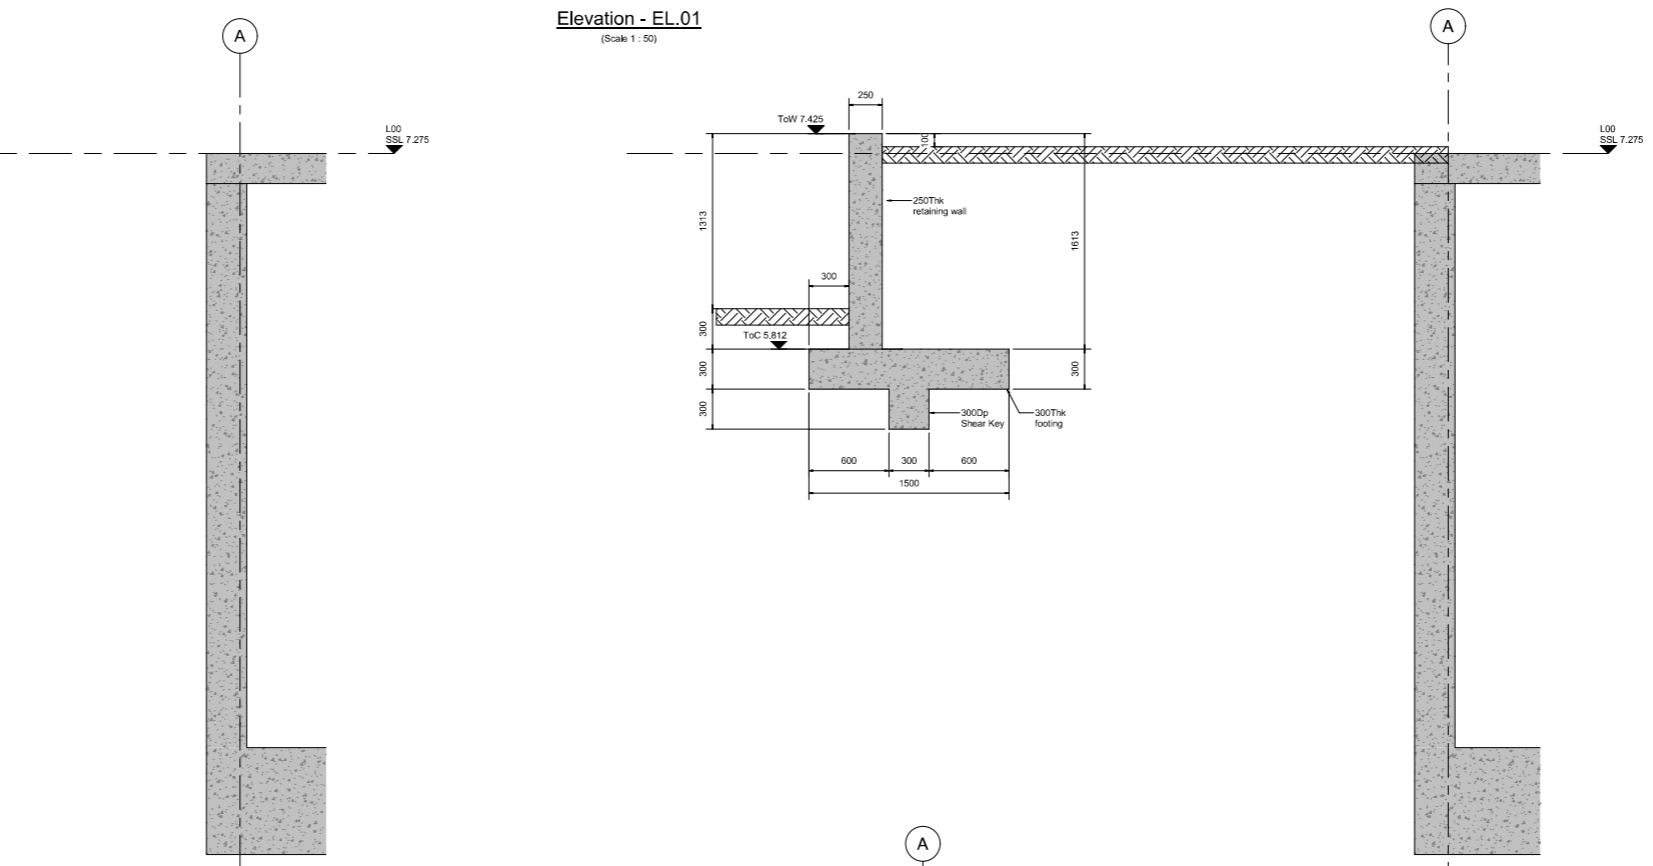 Elevation - EL.01
(Scale 1 : 50)
A
A
L00
SSL 7.275
250
ToW 7.425
100
L00
SSL 7.275
250Thk
retaining wall
1313
1613
300
300
ToC 5.812
300
300
300
300Dp
Shear Key
300Thk
footing
600
300
600
1500
A